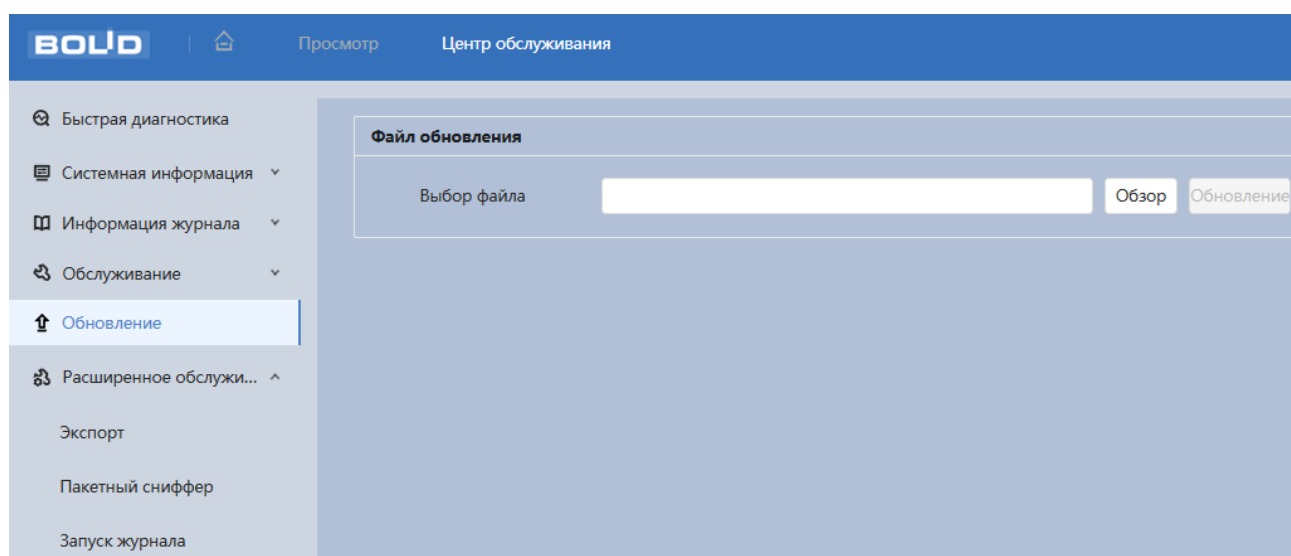 BOLID
Просмотр
Центр обслуживания
Быстрая диагностика
Системная информация
Информация журнала
Обслуживание
Обновление
Расширенное обслужи...
Экспорт
Пакетный сниффер
Запуск журнала
Файл обновления
Выбор файла
Обзор
Обновление